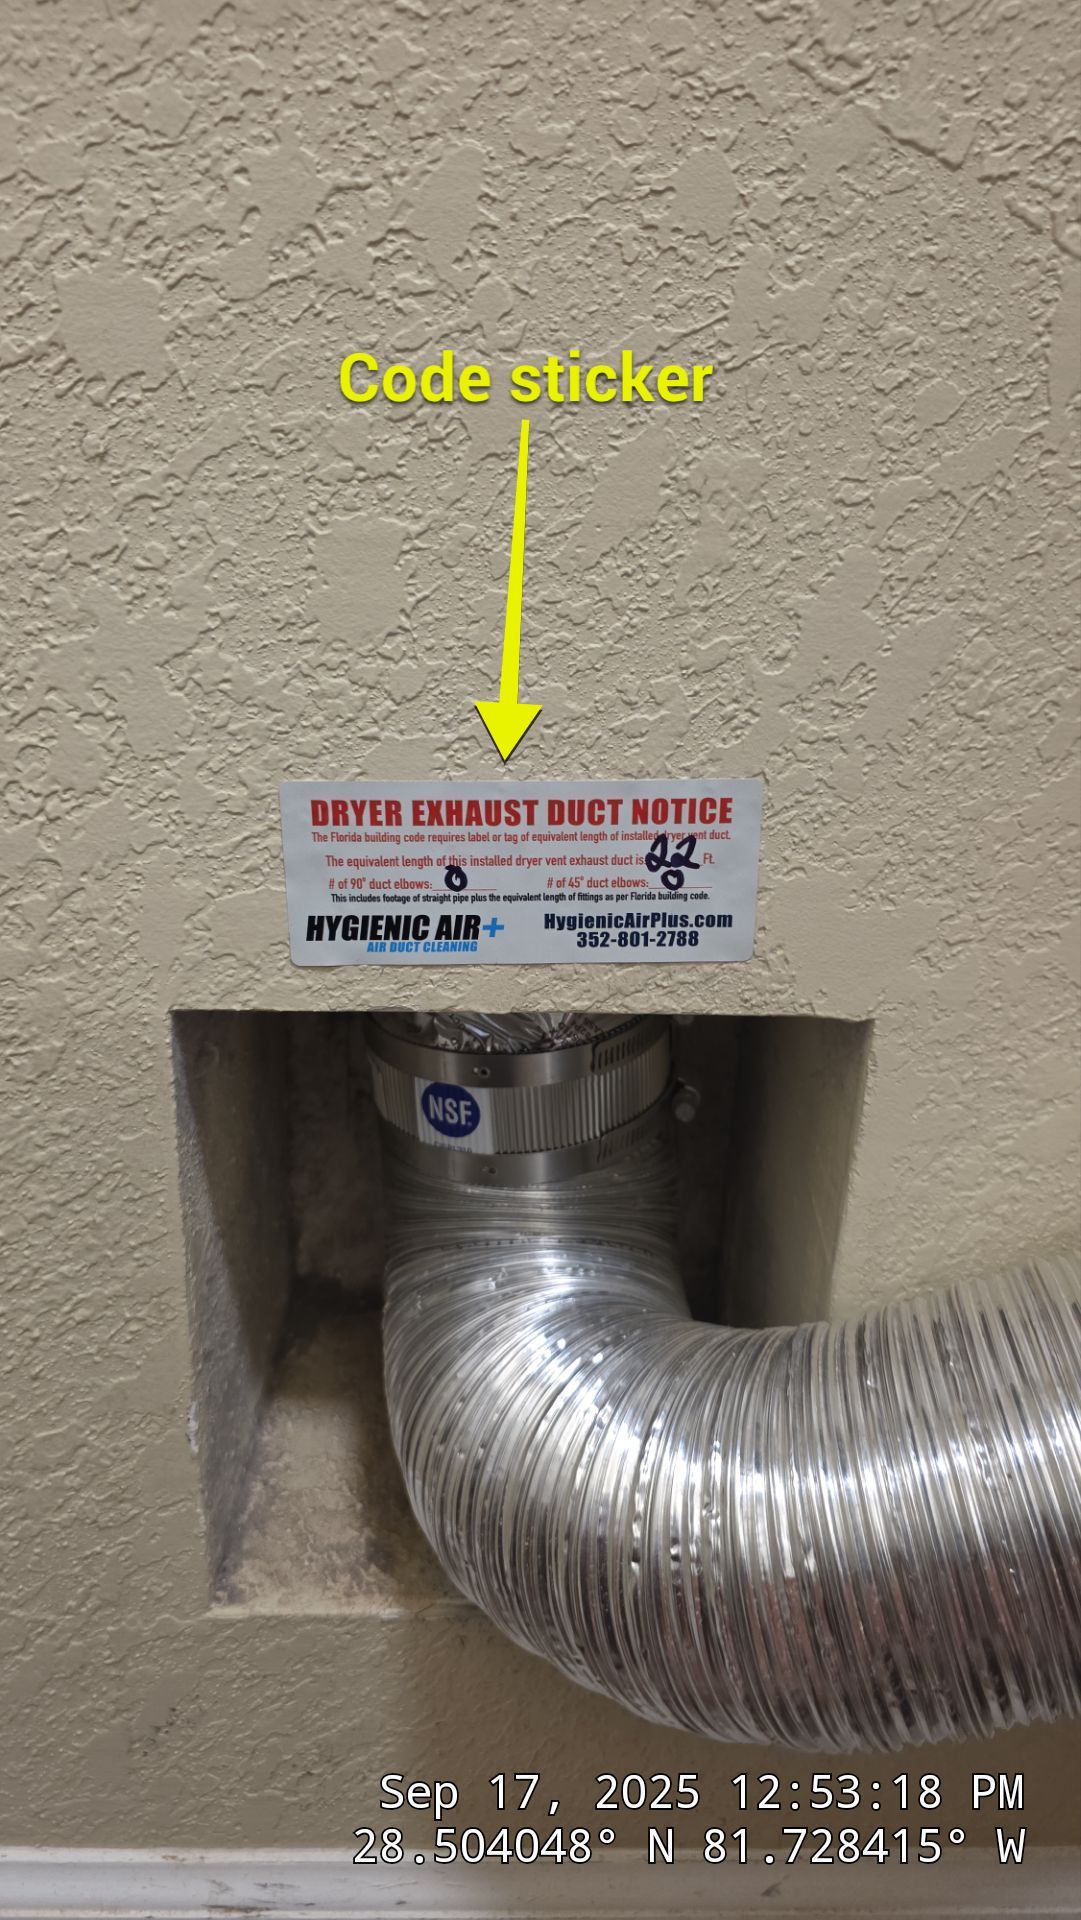 Code sticker
DRYER EXHAUST DUCT NOTICE
The Florida building code requires label or tag of equivalent length of installed dryer vent duct.
The equivalent length of this installed dryer vent exhaust duct is: 22 Ft.
# of 90° duct elbows: 0 # of 45° duct elbows: 0
This includes footage of straight pipe plus the equivalent length of fittings as per Florida building code.
HYGIENIC AIR+ HygienicAirPlus.com
AIR DUCT CLEANING 352-801-2788
NSF
Sep 17, 2025 12:53:18 PM
28.504048° N 81.728415° W